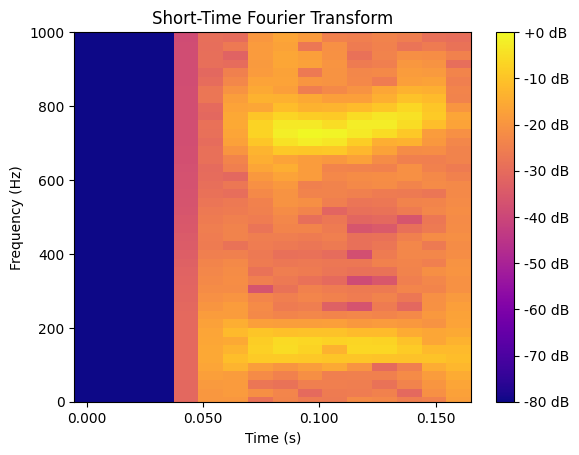 Short-Time Fourier Transform
1000
800
600
400
200
0
Frequency (Hz)
0.000
0.050
0.100
0.150
Time (s)
+0 dB
-10 dB
-20 dB
-30 dB
-40 dB
-50 dB
-60 dB
-70 dB
-80 dB